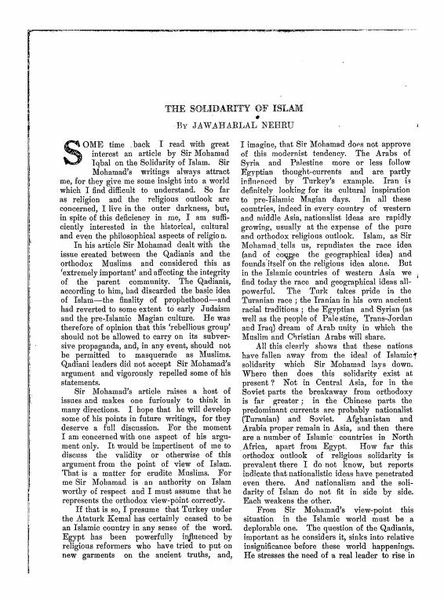 THE SOLIDARITY OF ISLAM
By JAWAHARLAL NEHRU
SOME time back I read with great
interest an article by Sir Mohamad
Iqbal on the Solidarity of Islam. Sir
Mohamad's writings always attract
me, for they give me some insight into a world
which I find difficult to understand. So far
as religion and the religious outlook are
concerned, I live in the outer darkness, but,
in spite of this deficiency in me, I am suffi-
ciently interested in the historical, cultural
and even the philosophical aspects of religion.
In his article Sir Mohamad dealt with the
issue created between the Qadianis and the
orthodox Muslims and considered this as
'extremely important' and affecting the integrity
of the parent community. The Qadianis,
according to him, had discarded the basic idea
of Islam—the finality of prophethood—and
had reverted to some extent to early Judaism
and the pre-Islamic Magian culture. He was
therefore of opinion that this 'rebellious group'
should not be allowed to carry on its subver-
sive propaganda, and, in any event, should not
be permitted to masquerade as Muslims.
Qadiani leaders did not accept Sir Mohamad's
argument and vigorously repelled some of his
statements.
Sir Mohamad's article raises a host of
issues and makes one furiously to think in
many directions. I hope that he will develop
some of his points in future writings, for they
deserve a full discussion. For the moment
I am concerned with one aspect of his argu-
ment only. It would be impertinent of me to
discuss the validity or otherwise of this
argument from the point of view of Islam.
That is a matter for erudite Muslims. For
me Sir Mohamad is an authority on Islam
worthy of respect and I must assume that he
represents the orthodox view-point correctly.
If that is so, I presume that Turkey under
the Ataturk Kemal has certainly ceased to be
an Islamic country in any sense of the word.
Egypt has been powerfully influenced by
religious reformers who have tried to put on
new garments on the ancient truths, and,
I imagine, that Sir Mohamad does not approve
of this modernist tendency. The Arabs of
Syria and Palestine more or less follow
Egyptian thought-currents and are partly
influenced by Turkey's example. Iran is
definitely looking for its cultural inspiration
to pre-Islamic Magian days. In all these
countries, indeed in every country of western
and middle Asia, nationalist ideas are rapidly
growing, usually at the expense of the pure
and orthodox religious outlook. Islam, as Sir
Mohamad tells us, repudiates the race idea
(and of course the geographical idea) and
founds itself on the religious idea alone. But
in the Islamic countries of western Asia we
find today the race and geographical ideas all-
powerful. The Turk takes pride in the
Turanian race; the Iranian in his own ancient
racial traditions; the Egyptian and Syrian (as
well as the people of Palestine, Trans-Jordan
and Iraq) dream of Arab unity in which the
Muslim and Christian Arabs will share.
All this clearly shows that these nations
have fallen away from the ideal of Islamic
solidarity which Sir Mohamad lays down.
Where then does this solidarity exist at
present? Not in Central Asia, for in the
Soviet parts the breakaway from orthodoxy
is far greater; in the Chinese parts the
predominant currents are probably nationalist
(Turanian) and Soviet. Afghanistan and
Arabia proper remain in Asia, and then there
are a number of Islamic countries in North
Africa, apart from Egypt. How far this
orthodox outlook of religious solidarity is
prevalent there I do not know, but reports
indicate that nationalistic ideas have penetrated
even there. And nationalism and the soli-
darity of Islam do not fit in side by side.
Each weakens the other.
From Sir Mohamad's view-point this
situation in the Islamic world must be a
deplorable one. The question of the Qadianis,
important as he considers it, sinks into relative
insignificance before these world happenings.
He stresses the need of a real leader to rise in